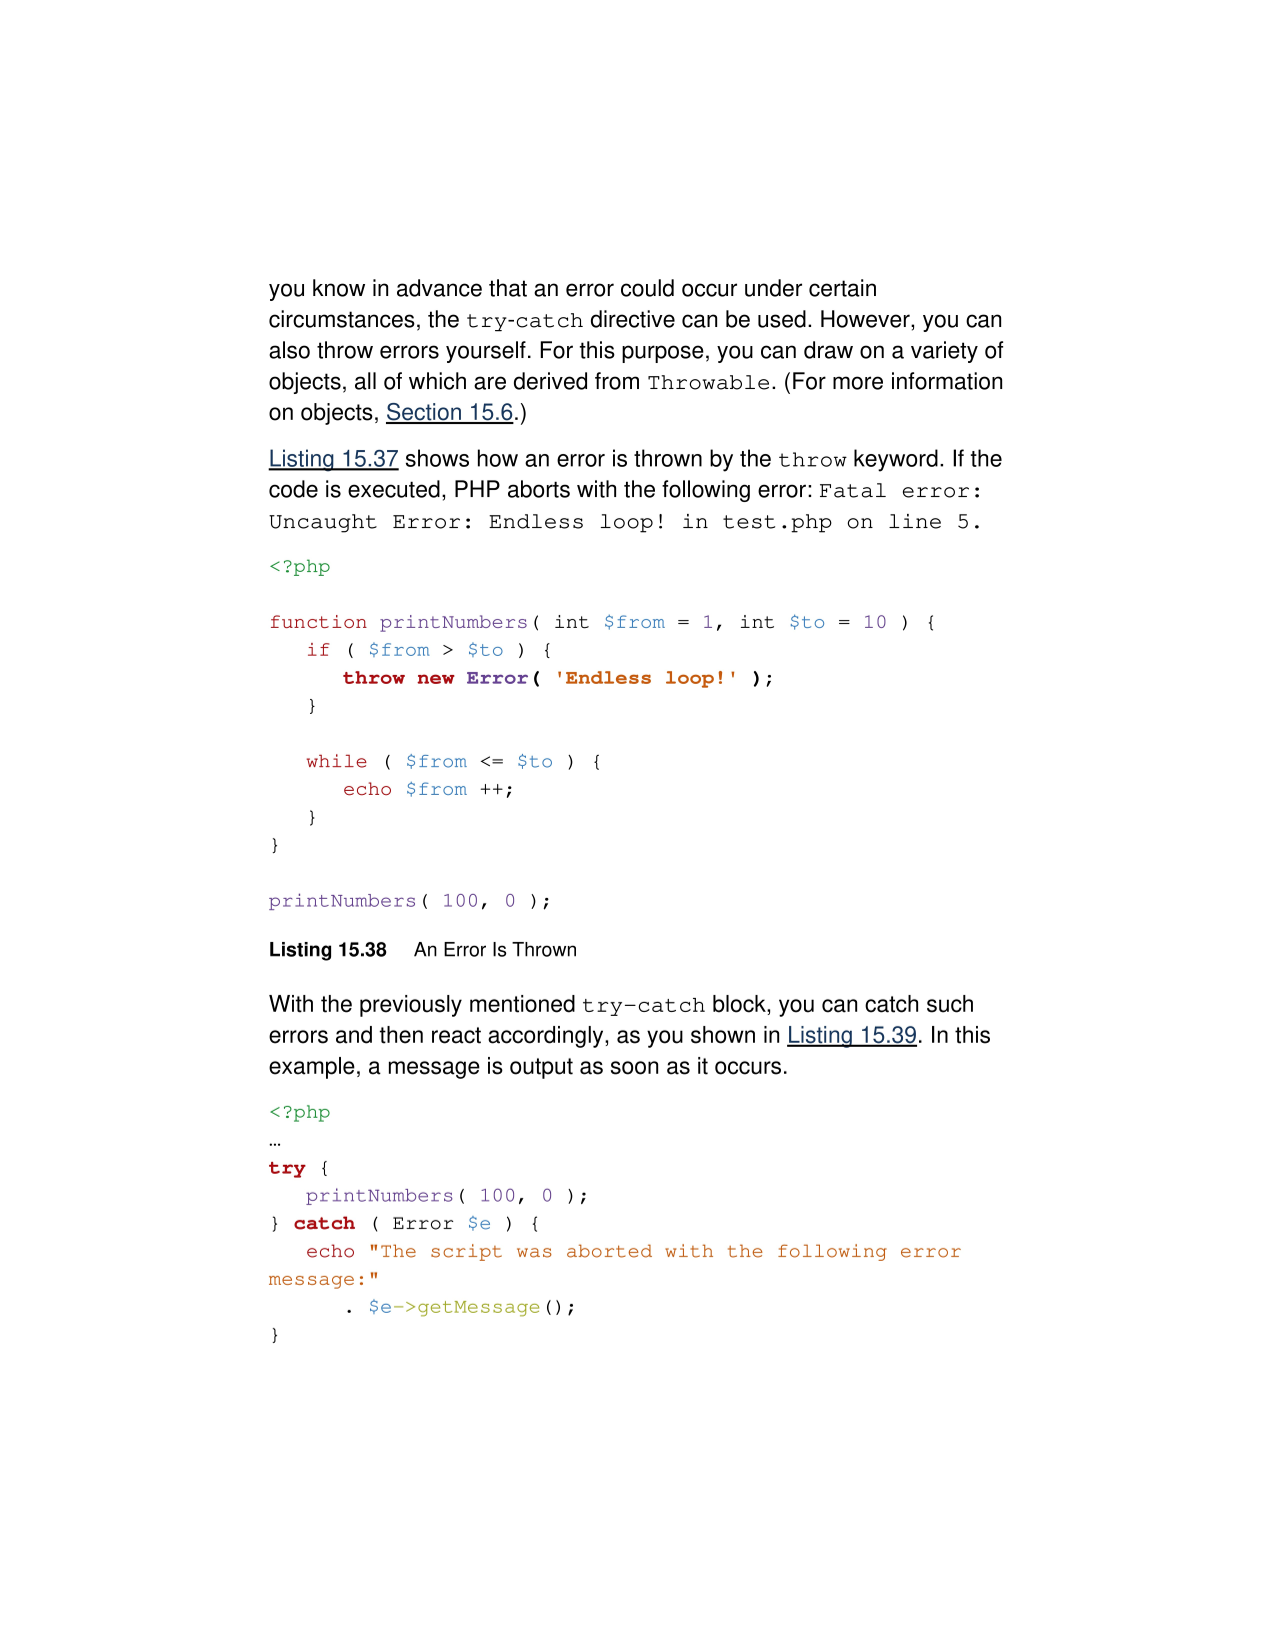 you know in advance that an error could occur under certain
circumstances, the try-catch directive can be used. However, you can
also throw errors yourself. For this purpose, you can draw on a variety of
objects, all of which are derived from Throwable. (For more information
on objects, Section 15.6.)
Listing 15.37 shows how an error is thrown by the throw keyword. If the
code is executed, PHP aborts with the following error: Fatal error:
Uncaught Error: Endless loop! in test.php on line 5.
<?php
function printNumbers( int $from = 1, int $to = 10 ) {
   if ( $from > $to ) {
      throw new Error( 'Endless loop!' );
   }
   while ( $from <= $to ) {
      echo $from ++;
   }
}
printNumbers( 100, 0 );
Listing 15.38 An Error Is Thrown
With the previously mentioned try-catch block, you can catch such
errors and then react accordingly, as you shown in Listing 15.39. In this
example, a message is output as soon as it occurs.
<?php
…
try {
   printNumbers( 100, 0 );
} catch ( Error $e ) {
   echo "The script was aborted with the following error
message:"
      . $e->getMessage();
}